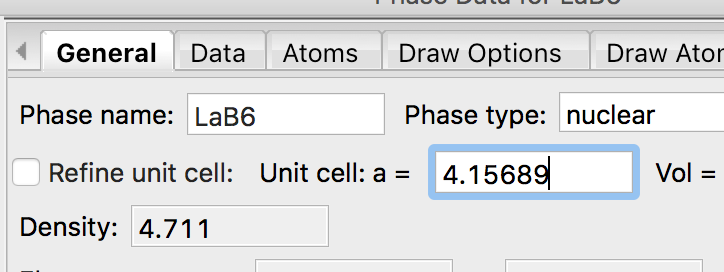 Phase Data for LaB6
General Data Atoms Draw Options Draw Ator
Phase name: LaB6 Phase type: nuclear
Refine unit cell: Unit cell: a = 4.15689 Vol =
Density: 4.711